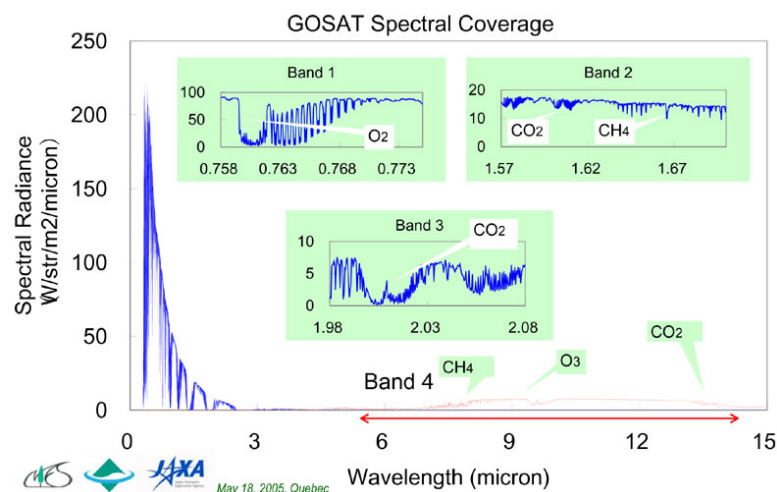 GOSAT Spectral Coverage
250
200
150
100
50
0
Spectral Radiance
W/str/m2/micron)
Band 1
100
50
0
O2
0.758 0.763 0.768 0.773
Band 2
20
10
0
CO2 CH4
1.57 1.62 1.67
Band 3
10
5
0
CO2
1.98 2.03 2.08
Band 4
CH4
O3
CO2
0 3 6 9 12 15
Wavelength (micron)
JAXA
May 18, 2005, Quebec